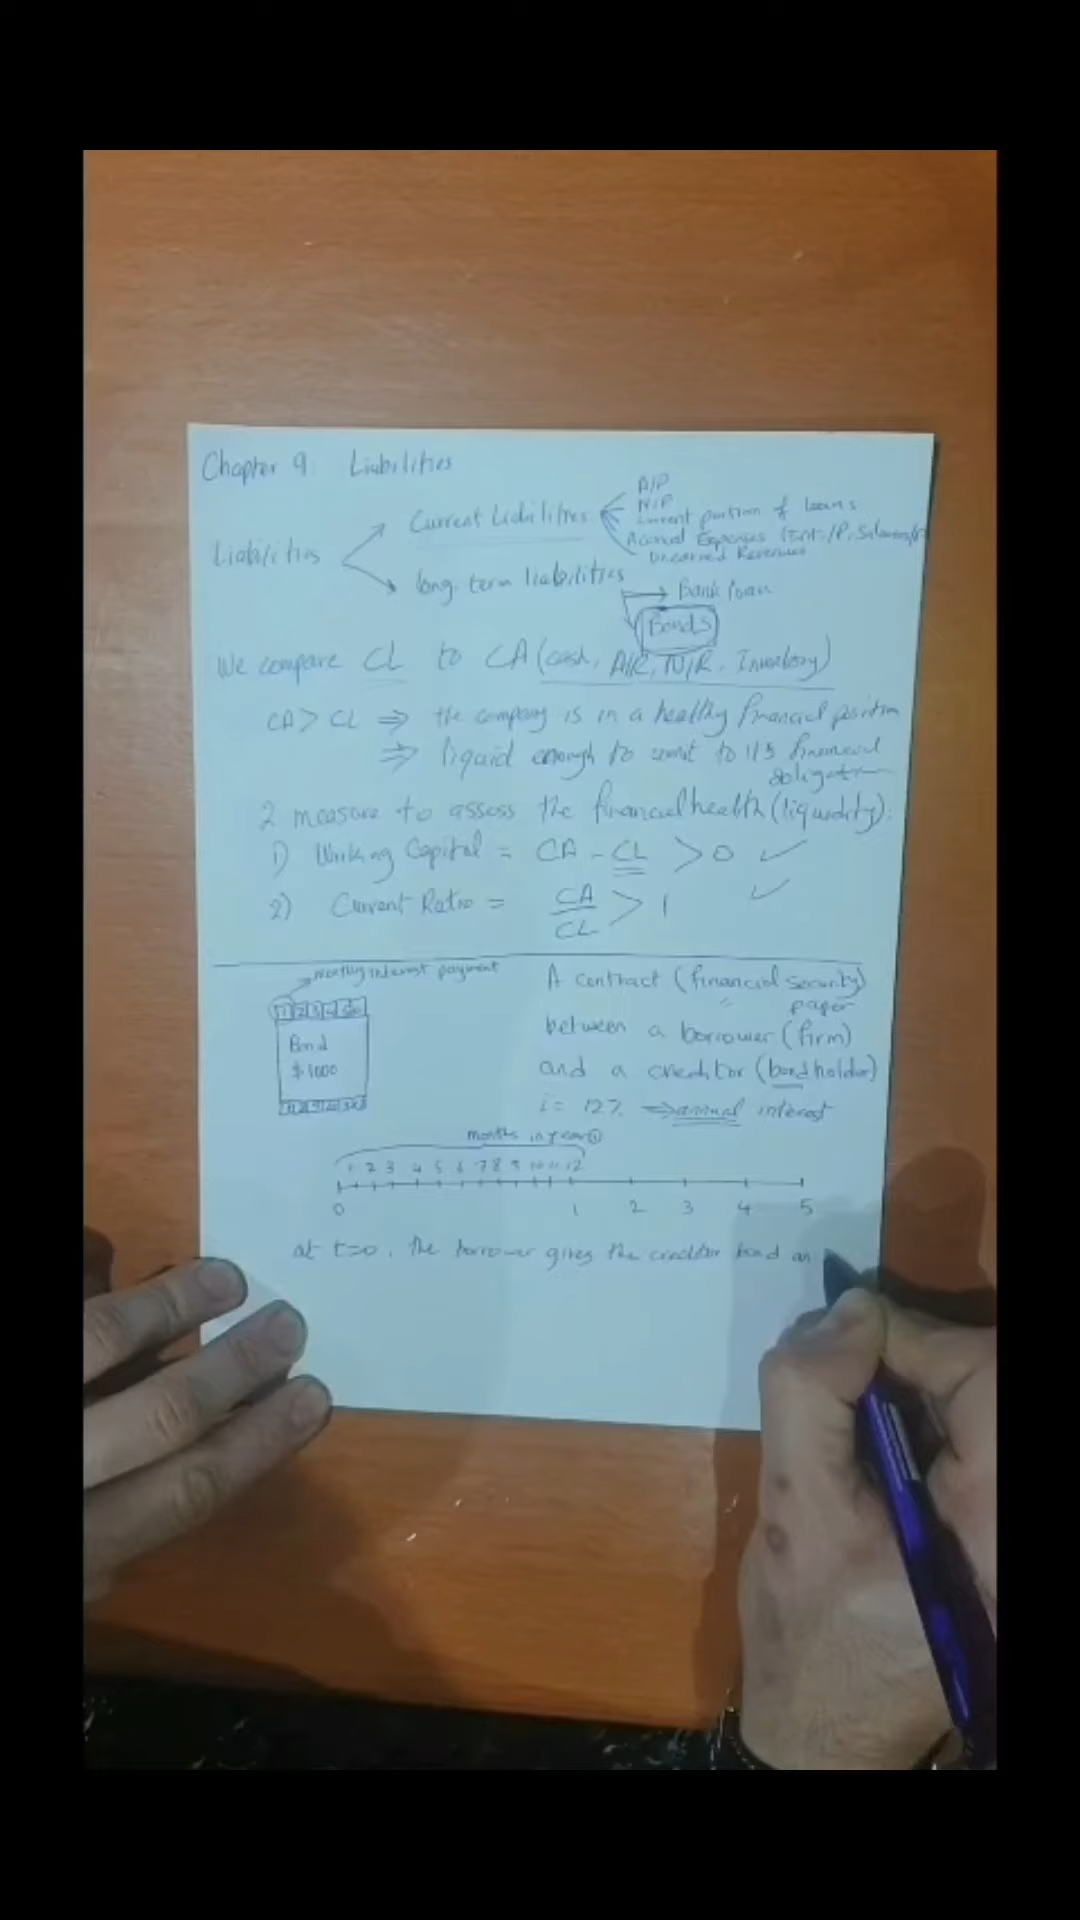 Chapter 9: Liabilities
A/P
N/P
Current portion of loans
Accrued Expenses (Int./P, Salaries/P
Unearned Revenues
Current Liabilities
Liabilities
long-term liabilities
Bank loan
Bonds
We compare CL to CA (cash, A/R, N/R, Inventory)
CA > CL ⇒ the company is in a healthy financial position
⇒ liquid enough to to its financial
obligation
2 measure to assess the financial health (liquidity):
1) Working Capital = CA - CL > 0 ✓
2) Current Ratio = CA/CL > 1 ✓
monthly interest payment
Bond
$1000
A contract (financial security)
paper
between a borrower (firm)
and a creditor (bondholder)
i = 12% ⇒ annual interest
months in year ①
1 2 3 4 5 6 7 8 9 10 11 12
0 1 2 3 4 5
at t=0, the borrower gives the creditor bond an